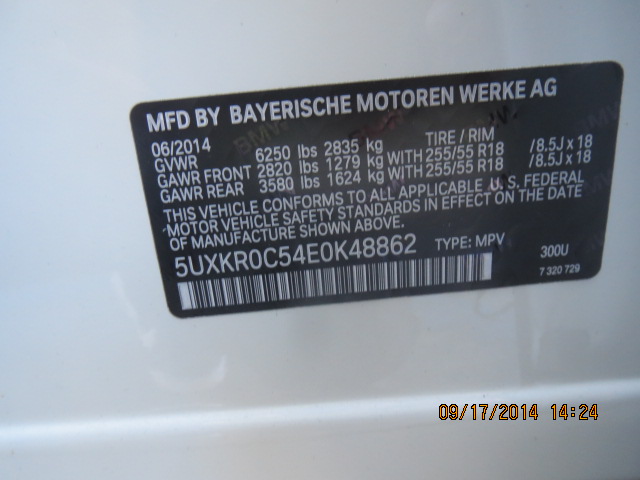 MFD BY BAYERISCHE MOTOREN WERKE AG
06/2014 TIRE / RIM
GVWR 6250 lbs 2835 kg
GAWR FRONT 2820 lbs 1279 kg WITH 255/55 R18 /8.5J x 18
GAWR REAR 3580 lbs 1624 kg WITH 255/55 R18 /8.5J x 18
THIS VEHICLE CONFORMS TO ALL APPLICABLE U.S. FEDERAL
MOTOR VEHICLE SAFETY STANDARDS IN EFFECT ON THE DATE
OF MANUFACTURE SHOWN ABOVE.
5UXKR0C54E0K48862 TYPE: MPV 300U
7 320 729
09/17/2014 14:24